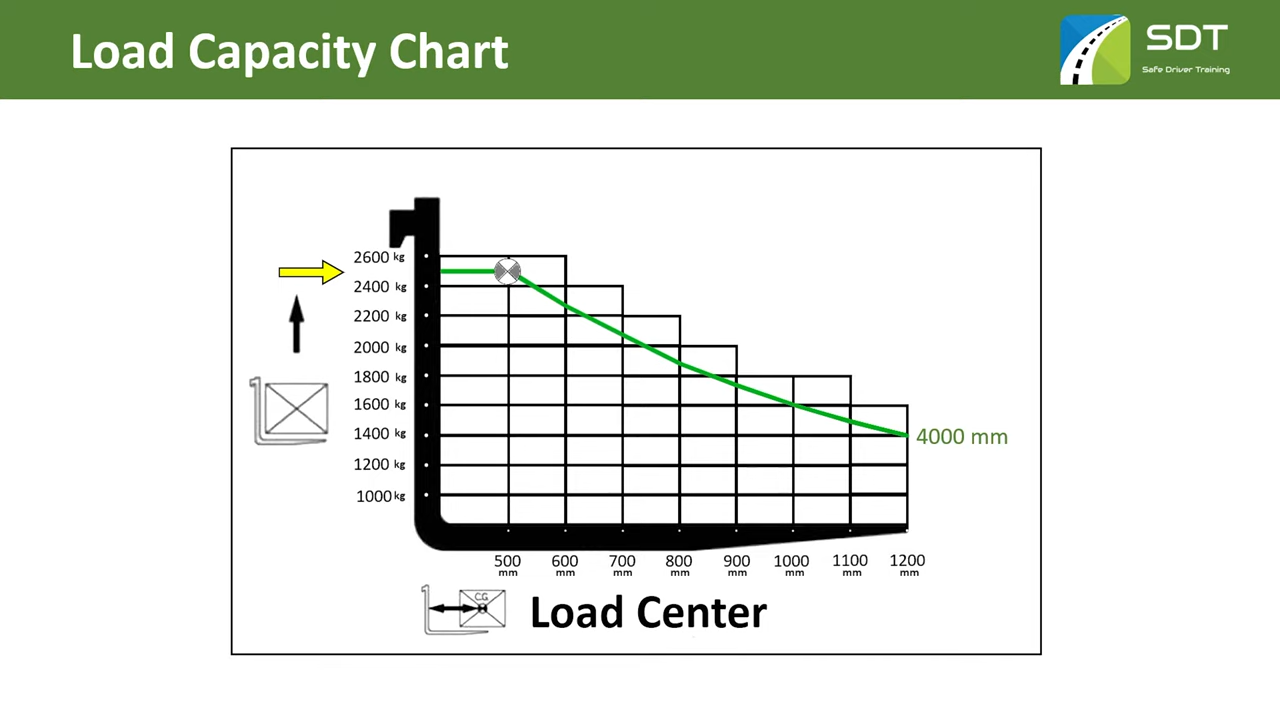 Load Capacity Chart
SDT
Safe Driver Training
2600 kg
2400 kg
2200 kg
2000 kg
1800 kg
1600 kg
1400 kg
1200 kg
1000 kg
4000 mm
500 600 700 800 900 1000 1100 1200
mm mm mm mm mm mm mm mm
C.G
Load Center